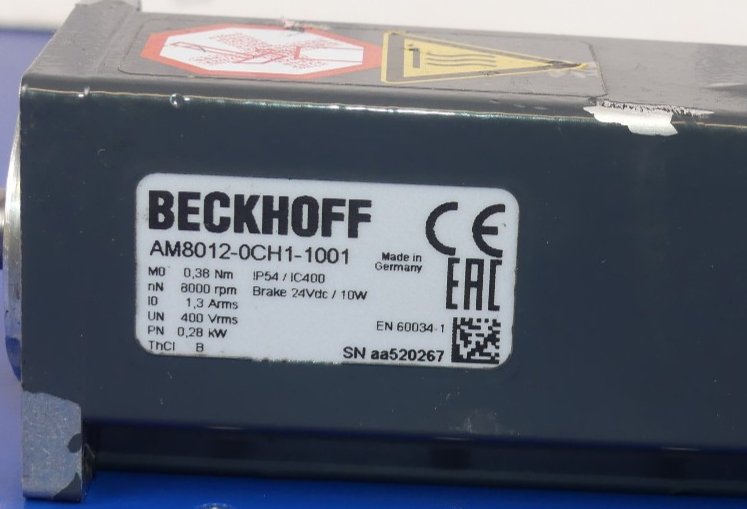 BECKHOFF
CE
AM8012-0CH1-1001
Made in
Germany
EAC
M0 0,38 Nm IP54 / IC400
nN 8000 rpm Brake 24Vdc / 10W
I0 1,3 Arms
UN 400 Vrms
PN 0,28 kW
EN 60034-1
ThCl B
SN aa520267